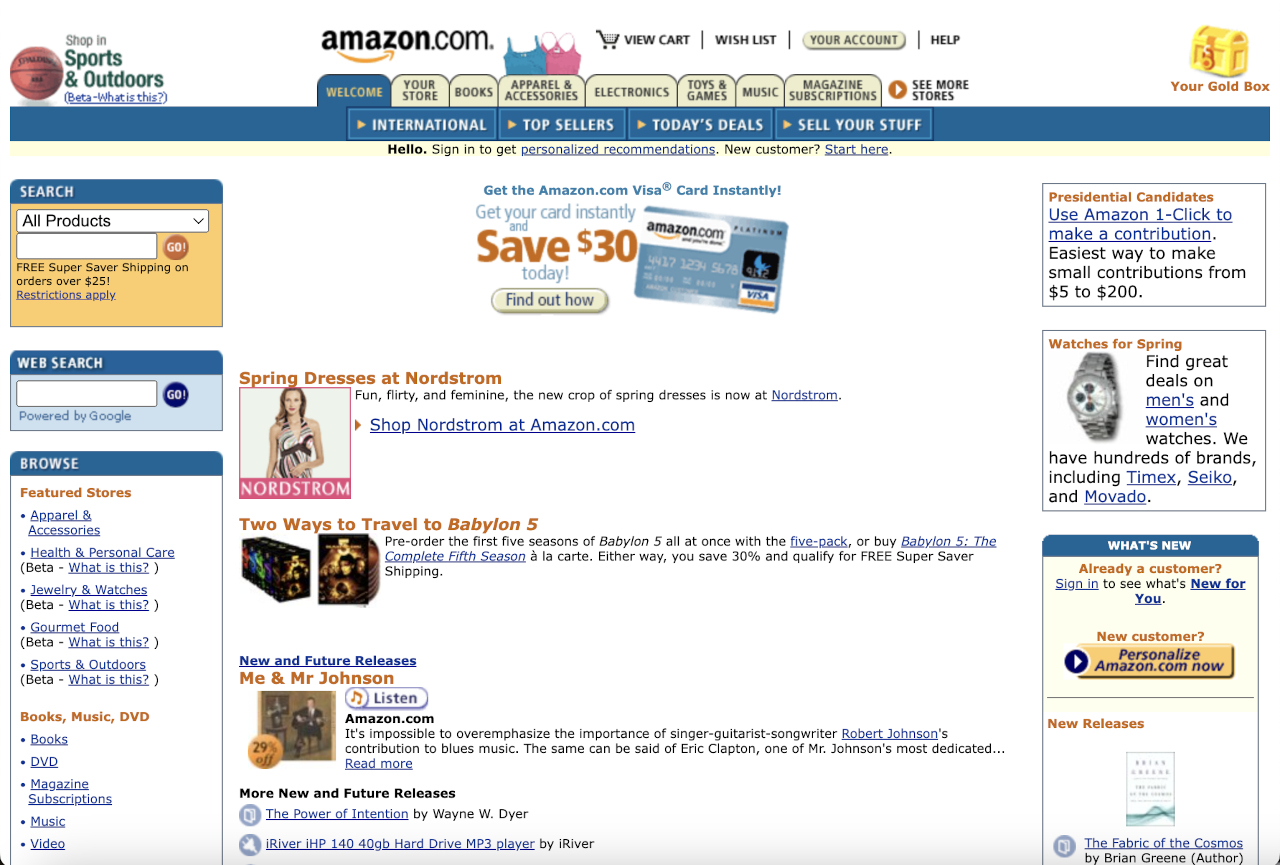 Shop in
Sports
& Outdoors
(Beta-What is this?)
SPALDING
amazon.com.
VIEW CART | WISH LIST | YOUR ACCOUNT | HELP
Your Gold Box
WELCOME
YOUR
STORE
BOOKS
APPAREL &
ACCESSORIES
ELECTRONICS
TOYS &
GAMES
MUSIC
MAGAZINE
SUBSCRIPTIONS
SEE MORE
STORES
INTERNATIONAL
TOP SELLERS
TODAY'S DEALS
SELL YOUR STUFF
Hello. Sign in to get personalized recommendations. New customer? Start here.
SEARCH
All Products
GO!
FREE Super Saver Shipping on
orders over $25!
Restrictions apply
WEB SEARCH
GO!
Powered by Google
BROWSE
Featured Stores
• Apparel &
Accessories
• Health & Personal Care
(Beta - What is this? )
• Jewelry & Watches
(Beta - What is this? )
• Gourmet Food
(Beta - What is this? )
• Sports & Outdoors
(Beta - What is this? )
Books, Music, DVD
• Books
• DVD
• Magazine
Subscriptions
• Music
• Video
Get the Amazon.com Visa® Card Instantly!
Get your card instantly
and
Save $30
today!
Find out how
amazon.com
and you're done.
PLATINUM
4417 1234 5678 9112
VISA
Spring Dresses at Nordstrom
Fun, flirty, and feminine, the new crop of spring dresses is now at Nordstrom.
Shop Nordstrom at Amazon.com
NORDSTROM
Two Ways to Travel to Babylon 5
Pre-order the first five seasons of Babylon 5 all at once with the five-pack, or buy Babylon 5: The
Complete Fifth Season à la carte. Either way, you save 30% and qualify for FREE Super Saver
Shipping.
New and Future Releases
Me & Mr Johnson
29%
off
Listen
Amazon.com
It's impossible to overemphasize the importance of singer-guitarist-songwriter Robert Johnson's
contribution to blues music. The same can be said of Eric Clapton, one of Mr. Johnson's most dedicated...
Read more
More New and Future Releases
The Power of Intention by Wayne W. Dyer
iRiver iHP 140 40gb Hard Drive MP3 player by iRiver
Presidential Candidates
Use Amazon 1-Click to
make a contribution.
Easiest way to make
small contributions from
$5 to $200.
Watches for Spring
Find great
deals on
men's and
women's
watches. We
have hundreds of brands,
including Timex, Seiko,
and Movado.
WHAT'S NEW
Already a customer?
Sign in to see what's New for
You.
New customer?
Personalize
Amazon.com now
New Releases
BRIAN
GREENE
THE FABRIC
OF THE COSMOS
The Fabric of the Cosmos
by Brian Greene (Author)